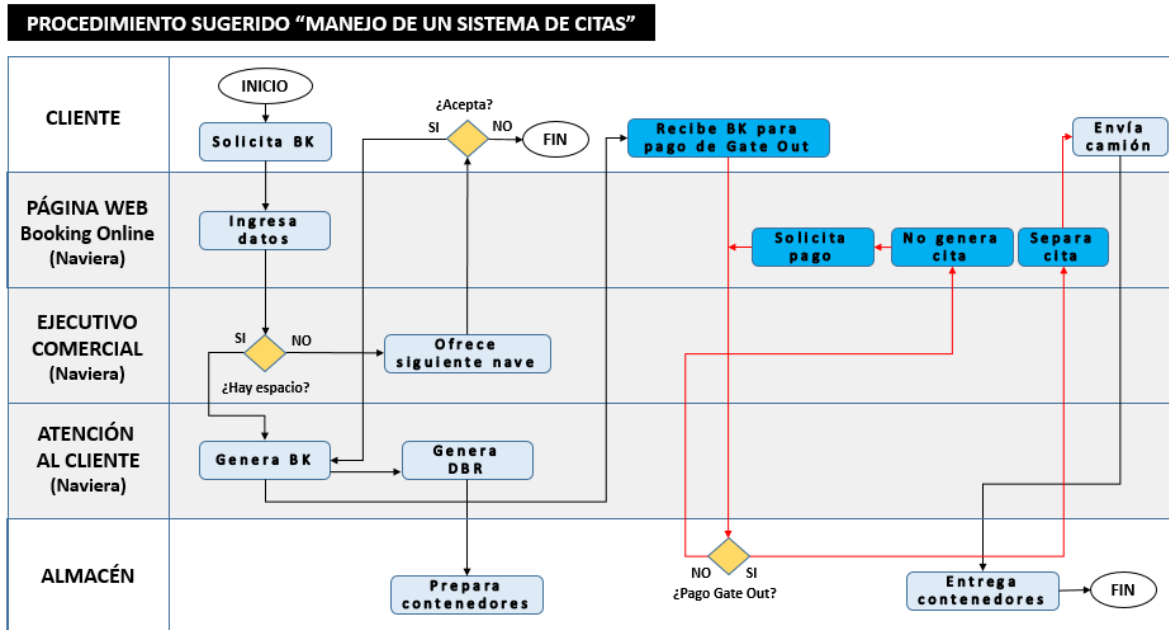 PROCEDIMIENTO SUGERIDO “MANEJO DE UN SISTEMA DE CITAS”
CLIENTE
INICIO
Solicita BK
¿Acepta?
SI
NO
FIN
Recibe BK para
pago de Gate Out
Envía
camión
PÁGINA WEB
Booking Online
(Naviera)
Ingresa
datos
Solicita
pago
No genera
cita
Separa
cita
EJECUTIVO
COMERCIAL
(Naviera)
SI
NO
¿Hay espacio?
Ofrece
siguiente nave
ATENCIÓN
AL CLIENTE
(Naviera)
Genera BK
Genera
DBR
ALMACÉN
Prepara
contenedores
NO
SI
¿Pago Gate Out?
Entrega
contenedores
FIN